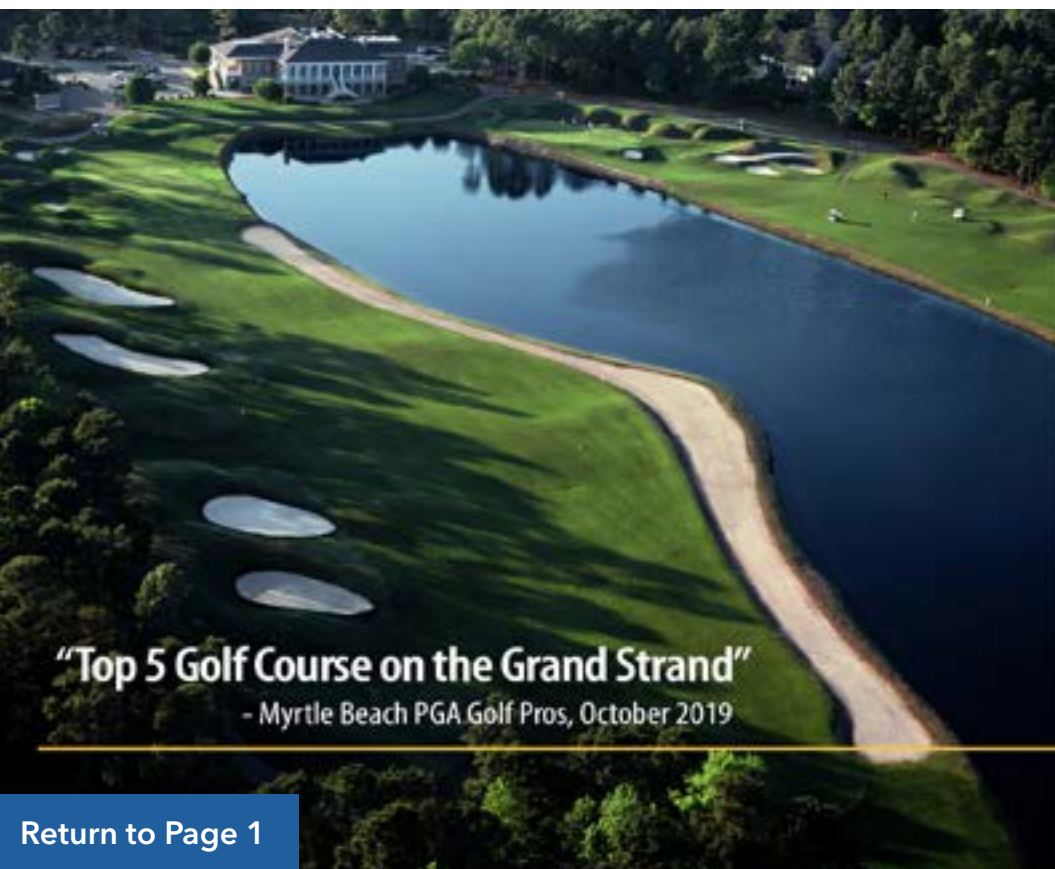 “Top 5 Golf Course on the Grand Strand”
- Myrtle Beach PGA Golf Pros, October 2019
Return to Page 1